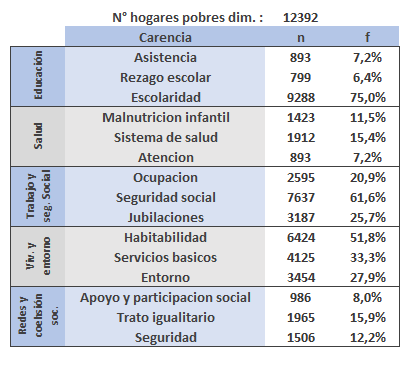 N° hogares pobres dim. : 12392
Carencia n f
Educación
Asistencia 893 7,2%
Rezago escolar 799 6,4%
Escolaridad 9288 75,0%
Salud
Malnutricion infantil 1423 11,5%
Sistema de salud 1912 15,4%
Atencion 893 7,2%
Trabajo y
seg. Social
Ocupacion 2595 20,9%
Seguridad social 7637 61,6%
Jubilaciones 3187 25,7%
Viv. y
entorno
Habitabilidad 6424 51,8%
Servicios basicos 4125 33,3%
Entorno 3454 27,9%
Redes y
coehsión
soc.
Apoyo y participacion social 986 8,0%
Trato igualitario 1965 15,9%
Seguridad 1506 12,2%